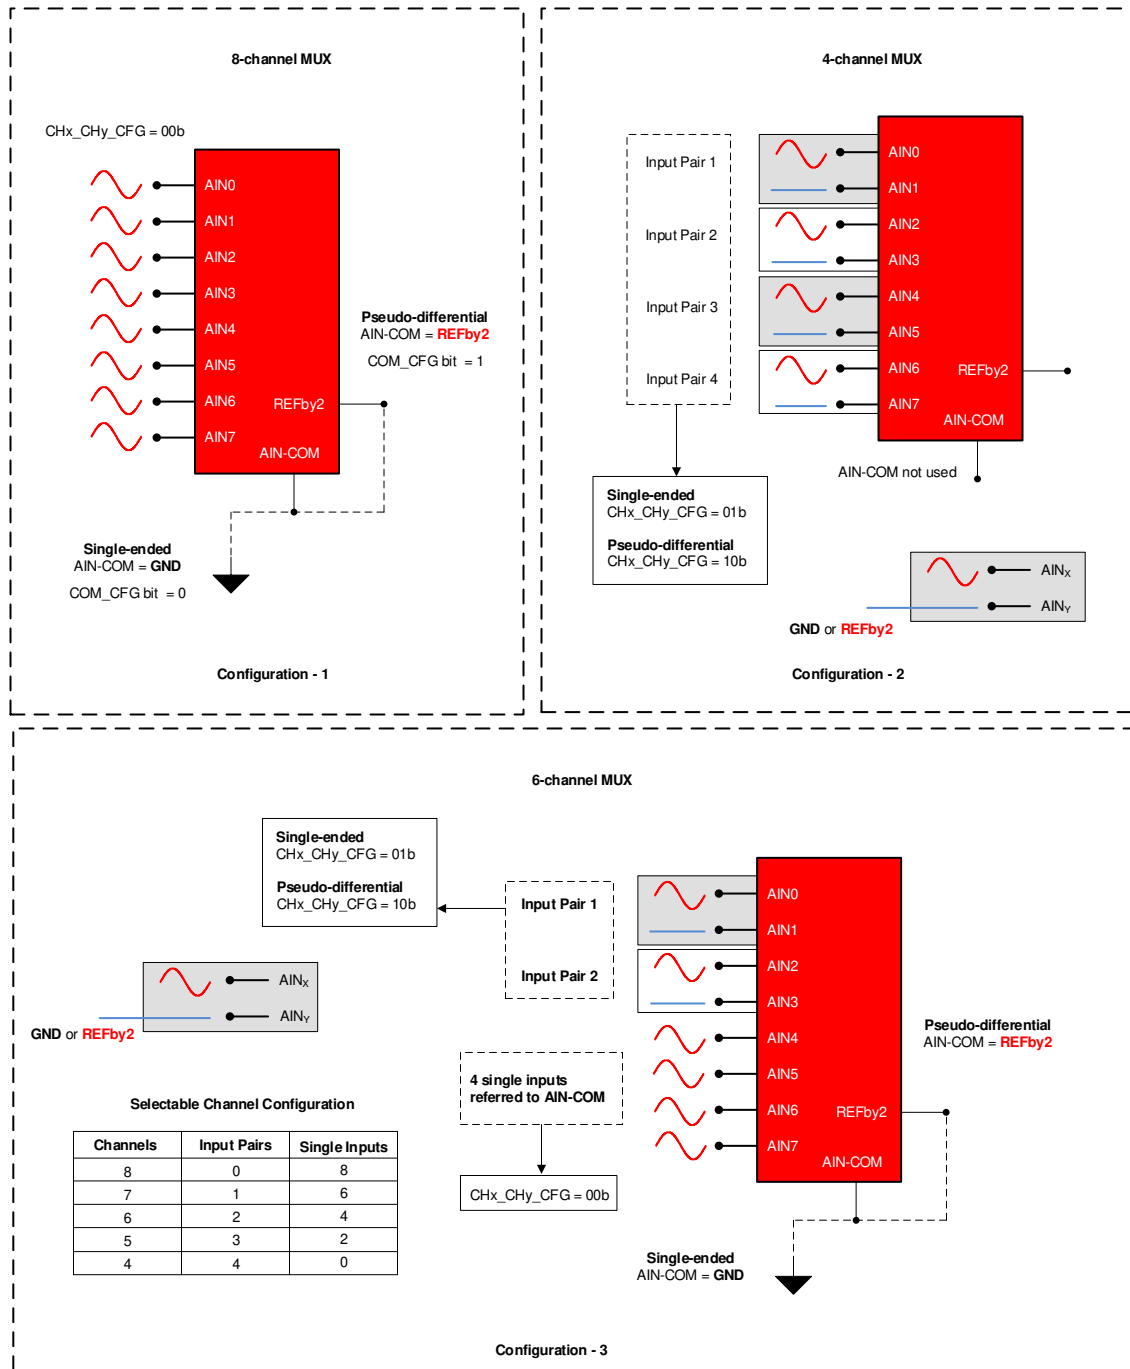 8-channel MUX
CHx_CHy_CFG = 00b
AIN0
AIN1
AIN2
AIN3
AIN4
AIN5
AIN6
AIN7
REFby2
AIN-COM
Pseudo-differential
AIN-COM = REFby2
COM_CFG bit = 1
Single-ended
AIN-COM = GND
COM_CFG bit = 0
Configuration - 1
4-channel MUX
Input Pair 1
Input Pair 2
Input Pair 3
Input Pair 4
AIN0
AIN1
AIN2
AIN3
AIN4
AIN5
AIN6
AIN7
REFby2
AIN-COM
AIN-COM not used
Single-ended
CHx_CHy_CFG = 01b
Pseudo-differential
CHx_CHy_CFG = 10b
AINX
AINY
GND or REFby2
Configuration - 2
6-channel MUX
Single-ended
CHx_CHy_CFG = 01b
Pseudo-differential
CHx_CHy_CFG = 10b
Input Pair 1
Input Pair 2
AIN0
AIN1
AIN2
AIN3
AIN4
AIN5
AIN6
AIN7
REFby2
AIN-COM
Pseudo-differential
AIN-COM = REFby2
AINX
AINY
GND or REFby2
4 single inputs
referred to AIN-COM
CHx_CHy_CFG = 00b
Selectable Channel Configuration
Channels Input Pairs Single Inputs
8 0 8
7 1 6
6 2 4
5 3 2
4 4 0
Single-ended
AIN-COM = GND
Configuration - 3